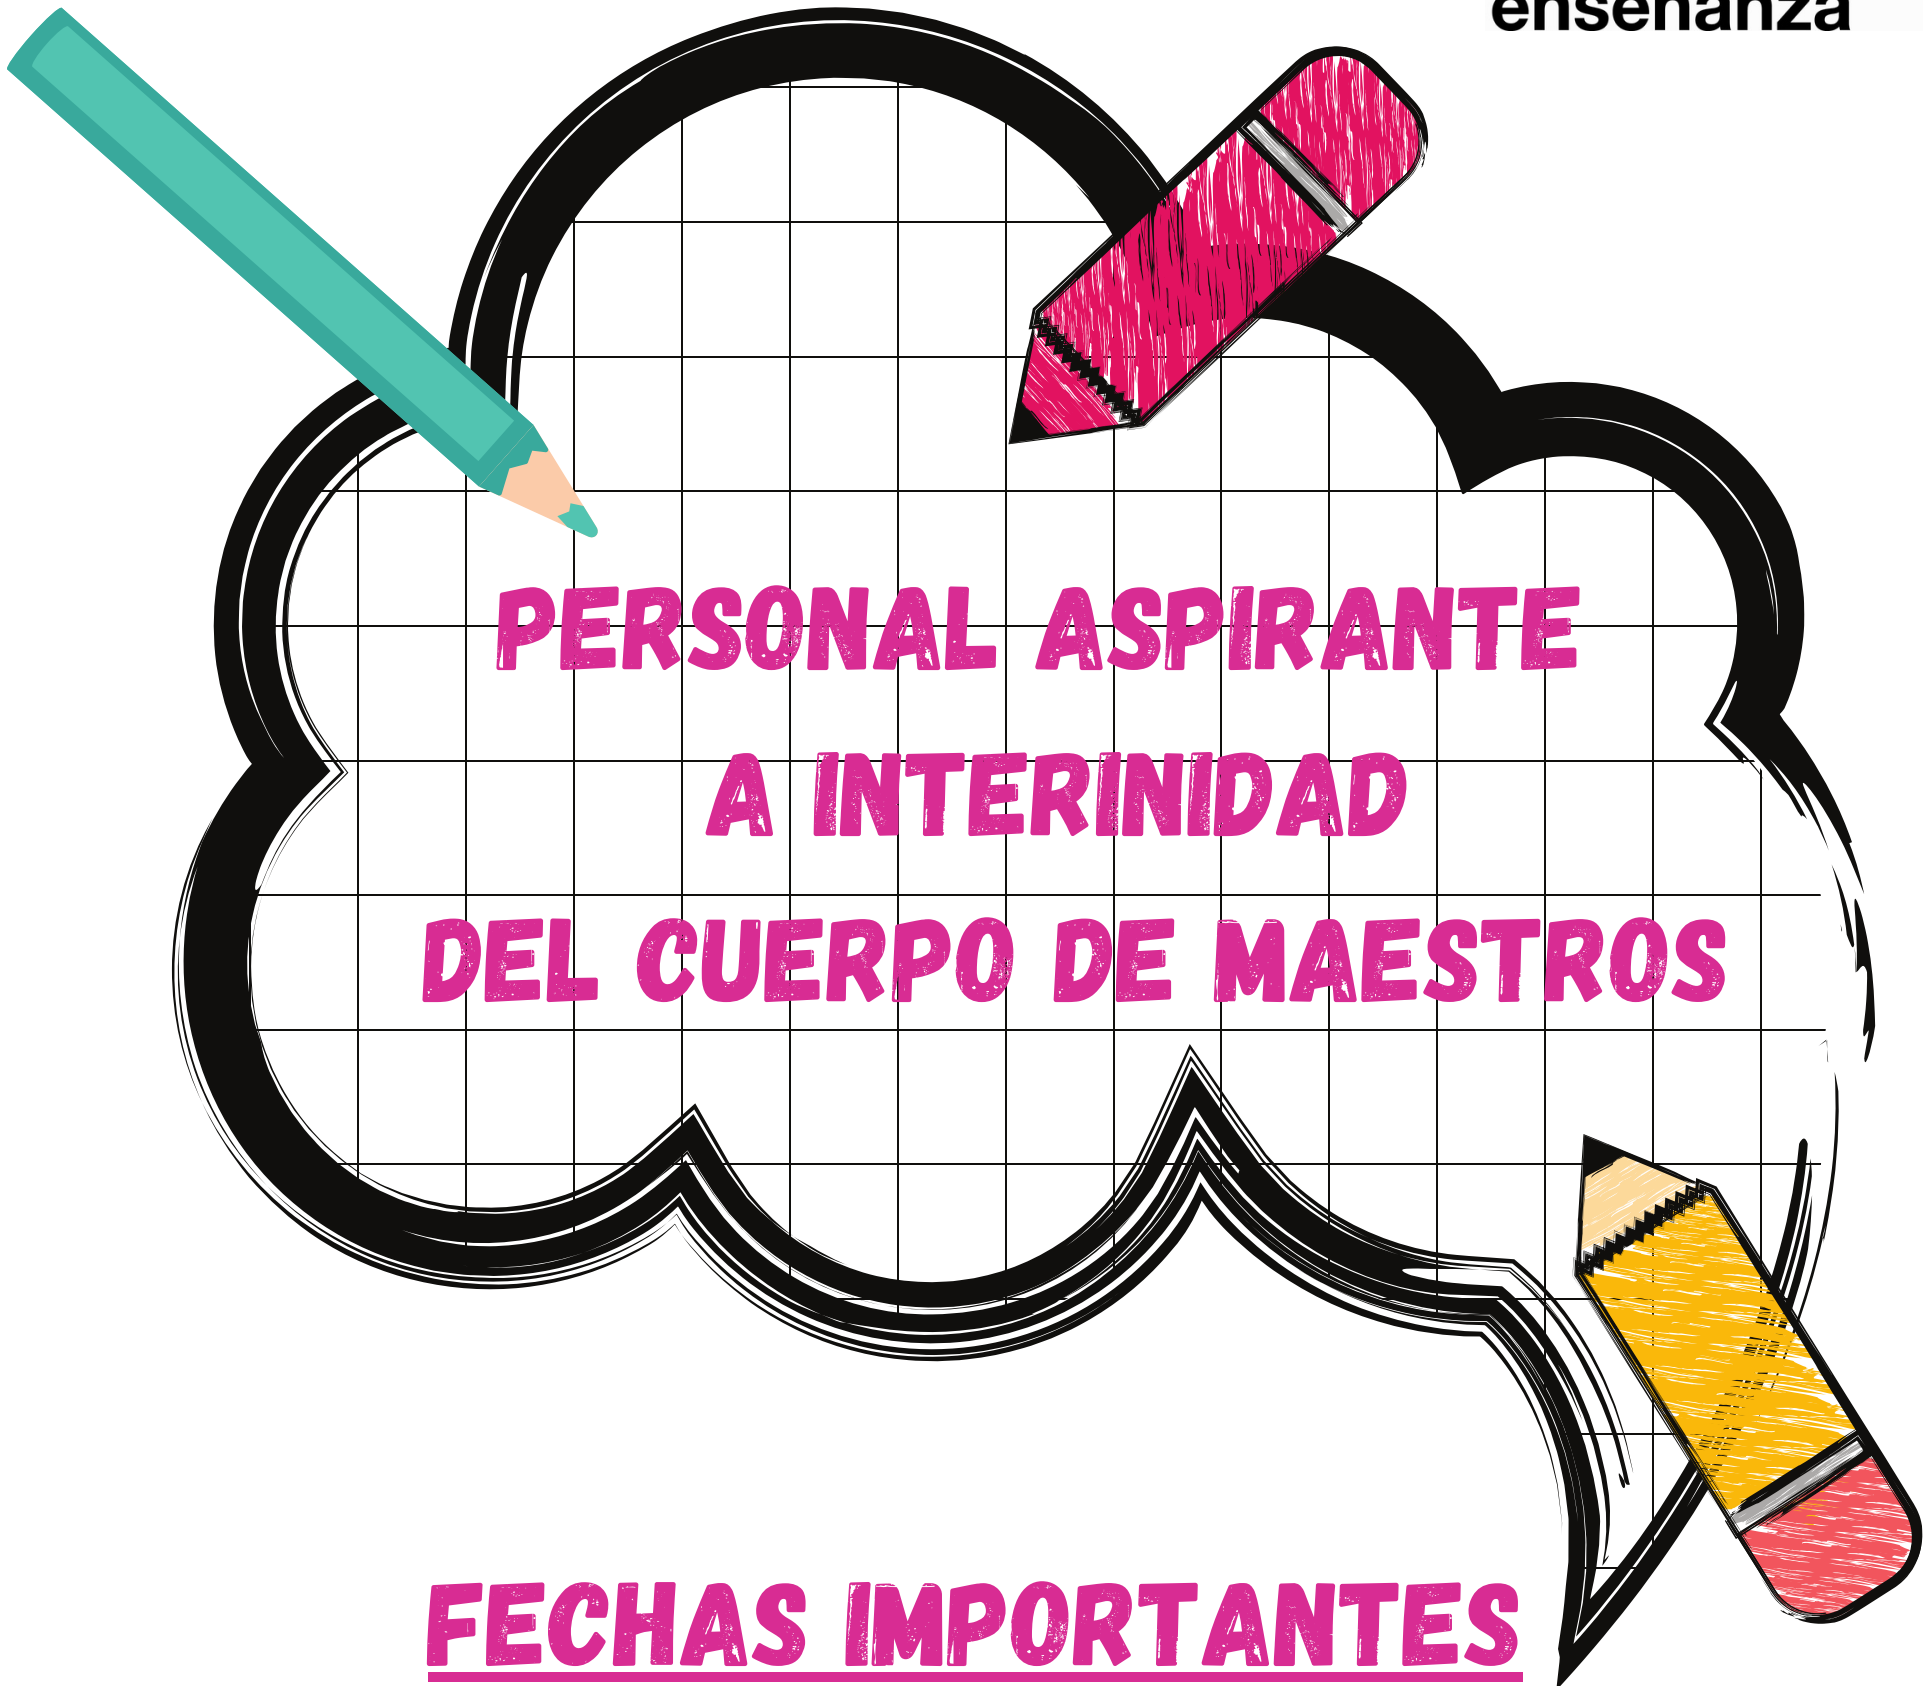 enseñanza
PERSONAL ASPIRANTE
A INTERINIDAD
DEL CUERPO DE MAESTROS
FECHAS IMPORTANTES